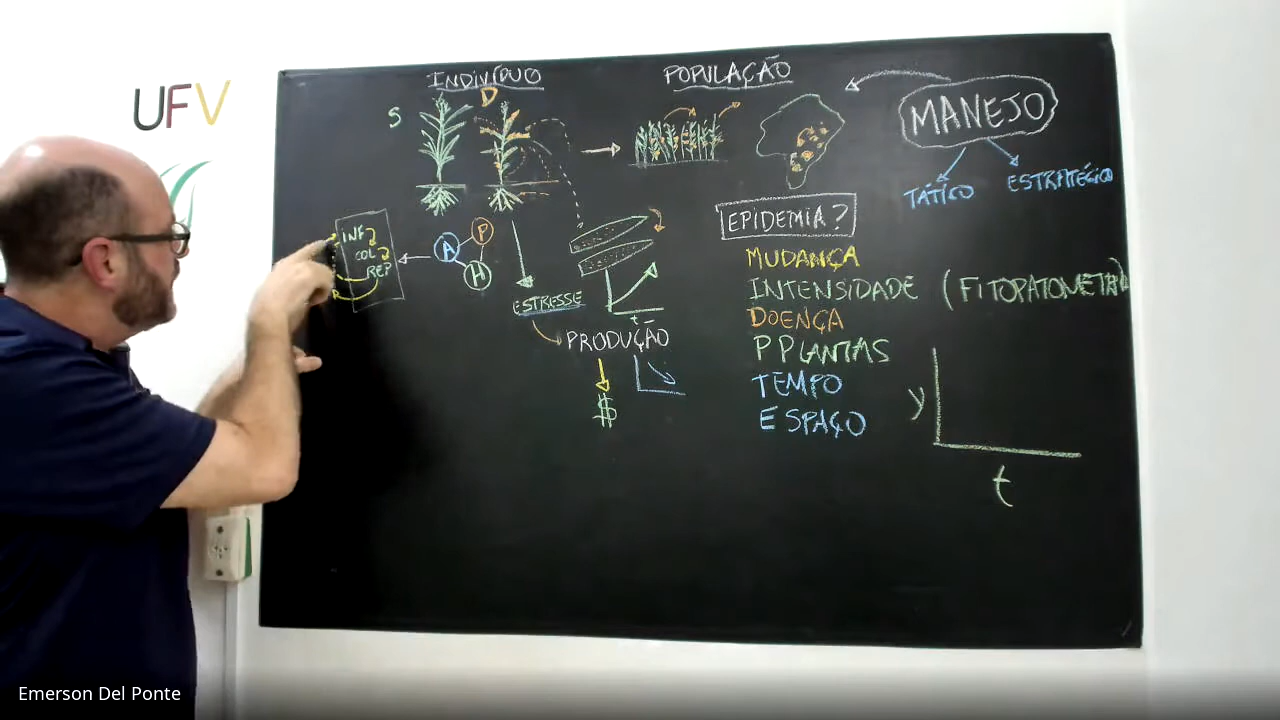 UFV
INDIVÍDUO
POPULAÇÃO
MANEJO
S
D
TÁTICO
ESTRATÉGICO
INF
COL
REP
A
P
H
ESTRESSE
t
PRODUÇÃO
$
EPIDEMIA?
MUDANÇA
INTENSIDADE (FITOPATOMETRIA)
DOENÇA
P PLANTAS
TEMPO
ESPAÇO
y
t
Emerson Del Ponte